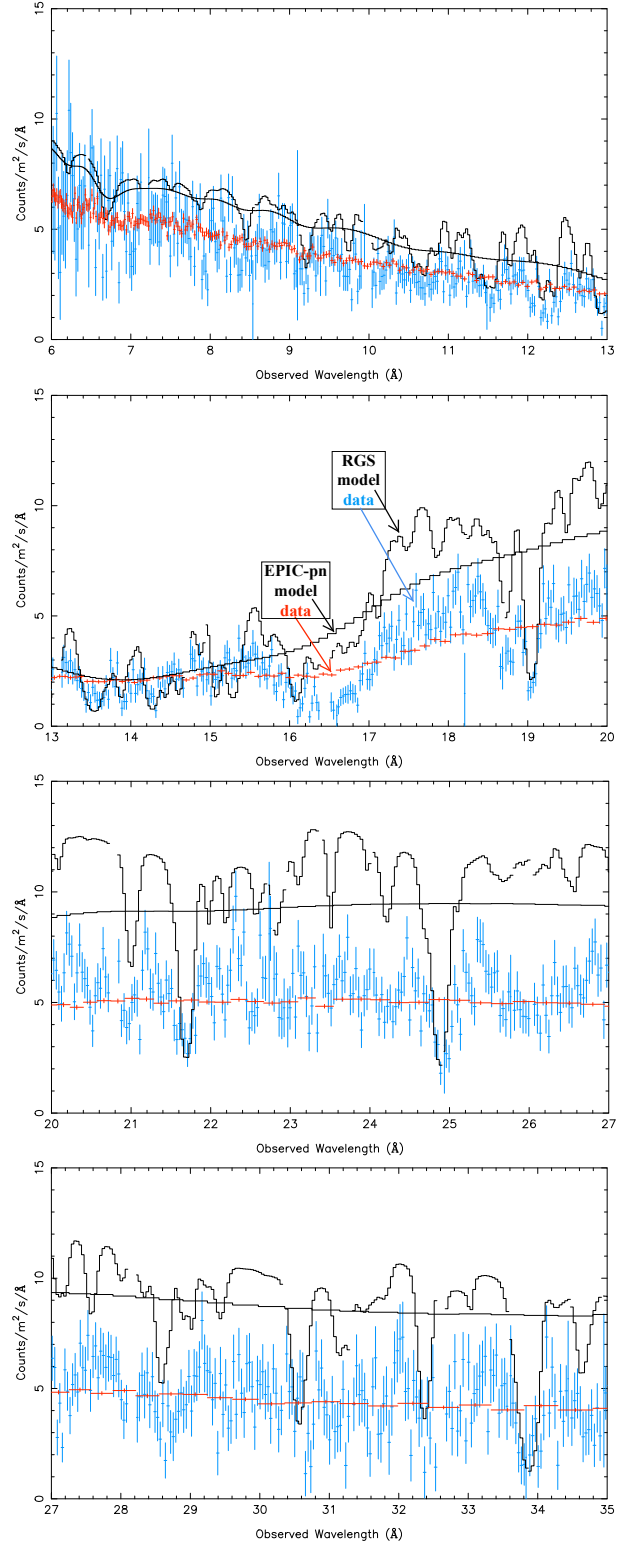 15
10
5
0
Counts/m²/s/Å
6 7 8 9 10 11 12 13
Observed Wavelength (Å)
15
10
5
0
Counts/m²/s/Å
RGS
model
data
EPIC-pn
model
data
13 14 15 16 17 18 19 20
Observed Wavelength (Å)
15
10
5
0
Counts/m²/s/Å
20 21 22 23 24 25 26 27
Observed Wavelength (Å)
15
10
5
0
Counts/m²/s/Å
27 28 29 30 31 32 33 34 35
Observed Wavelength (Å)